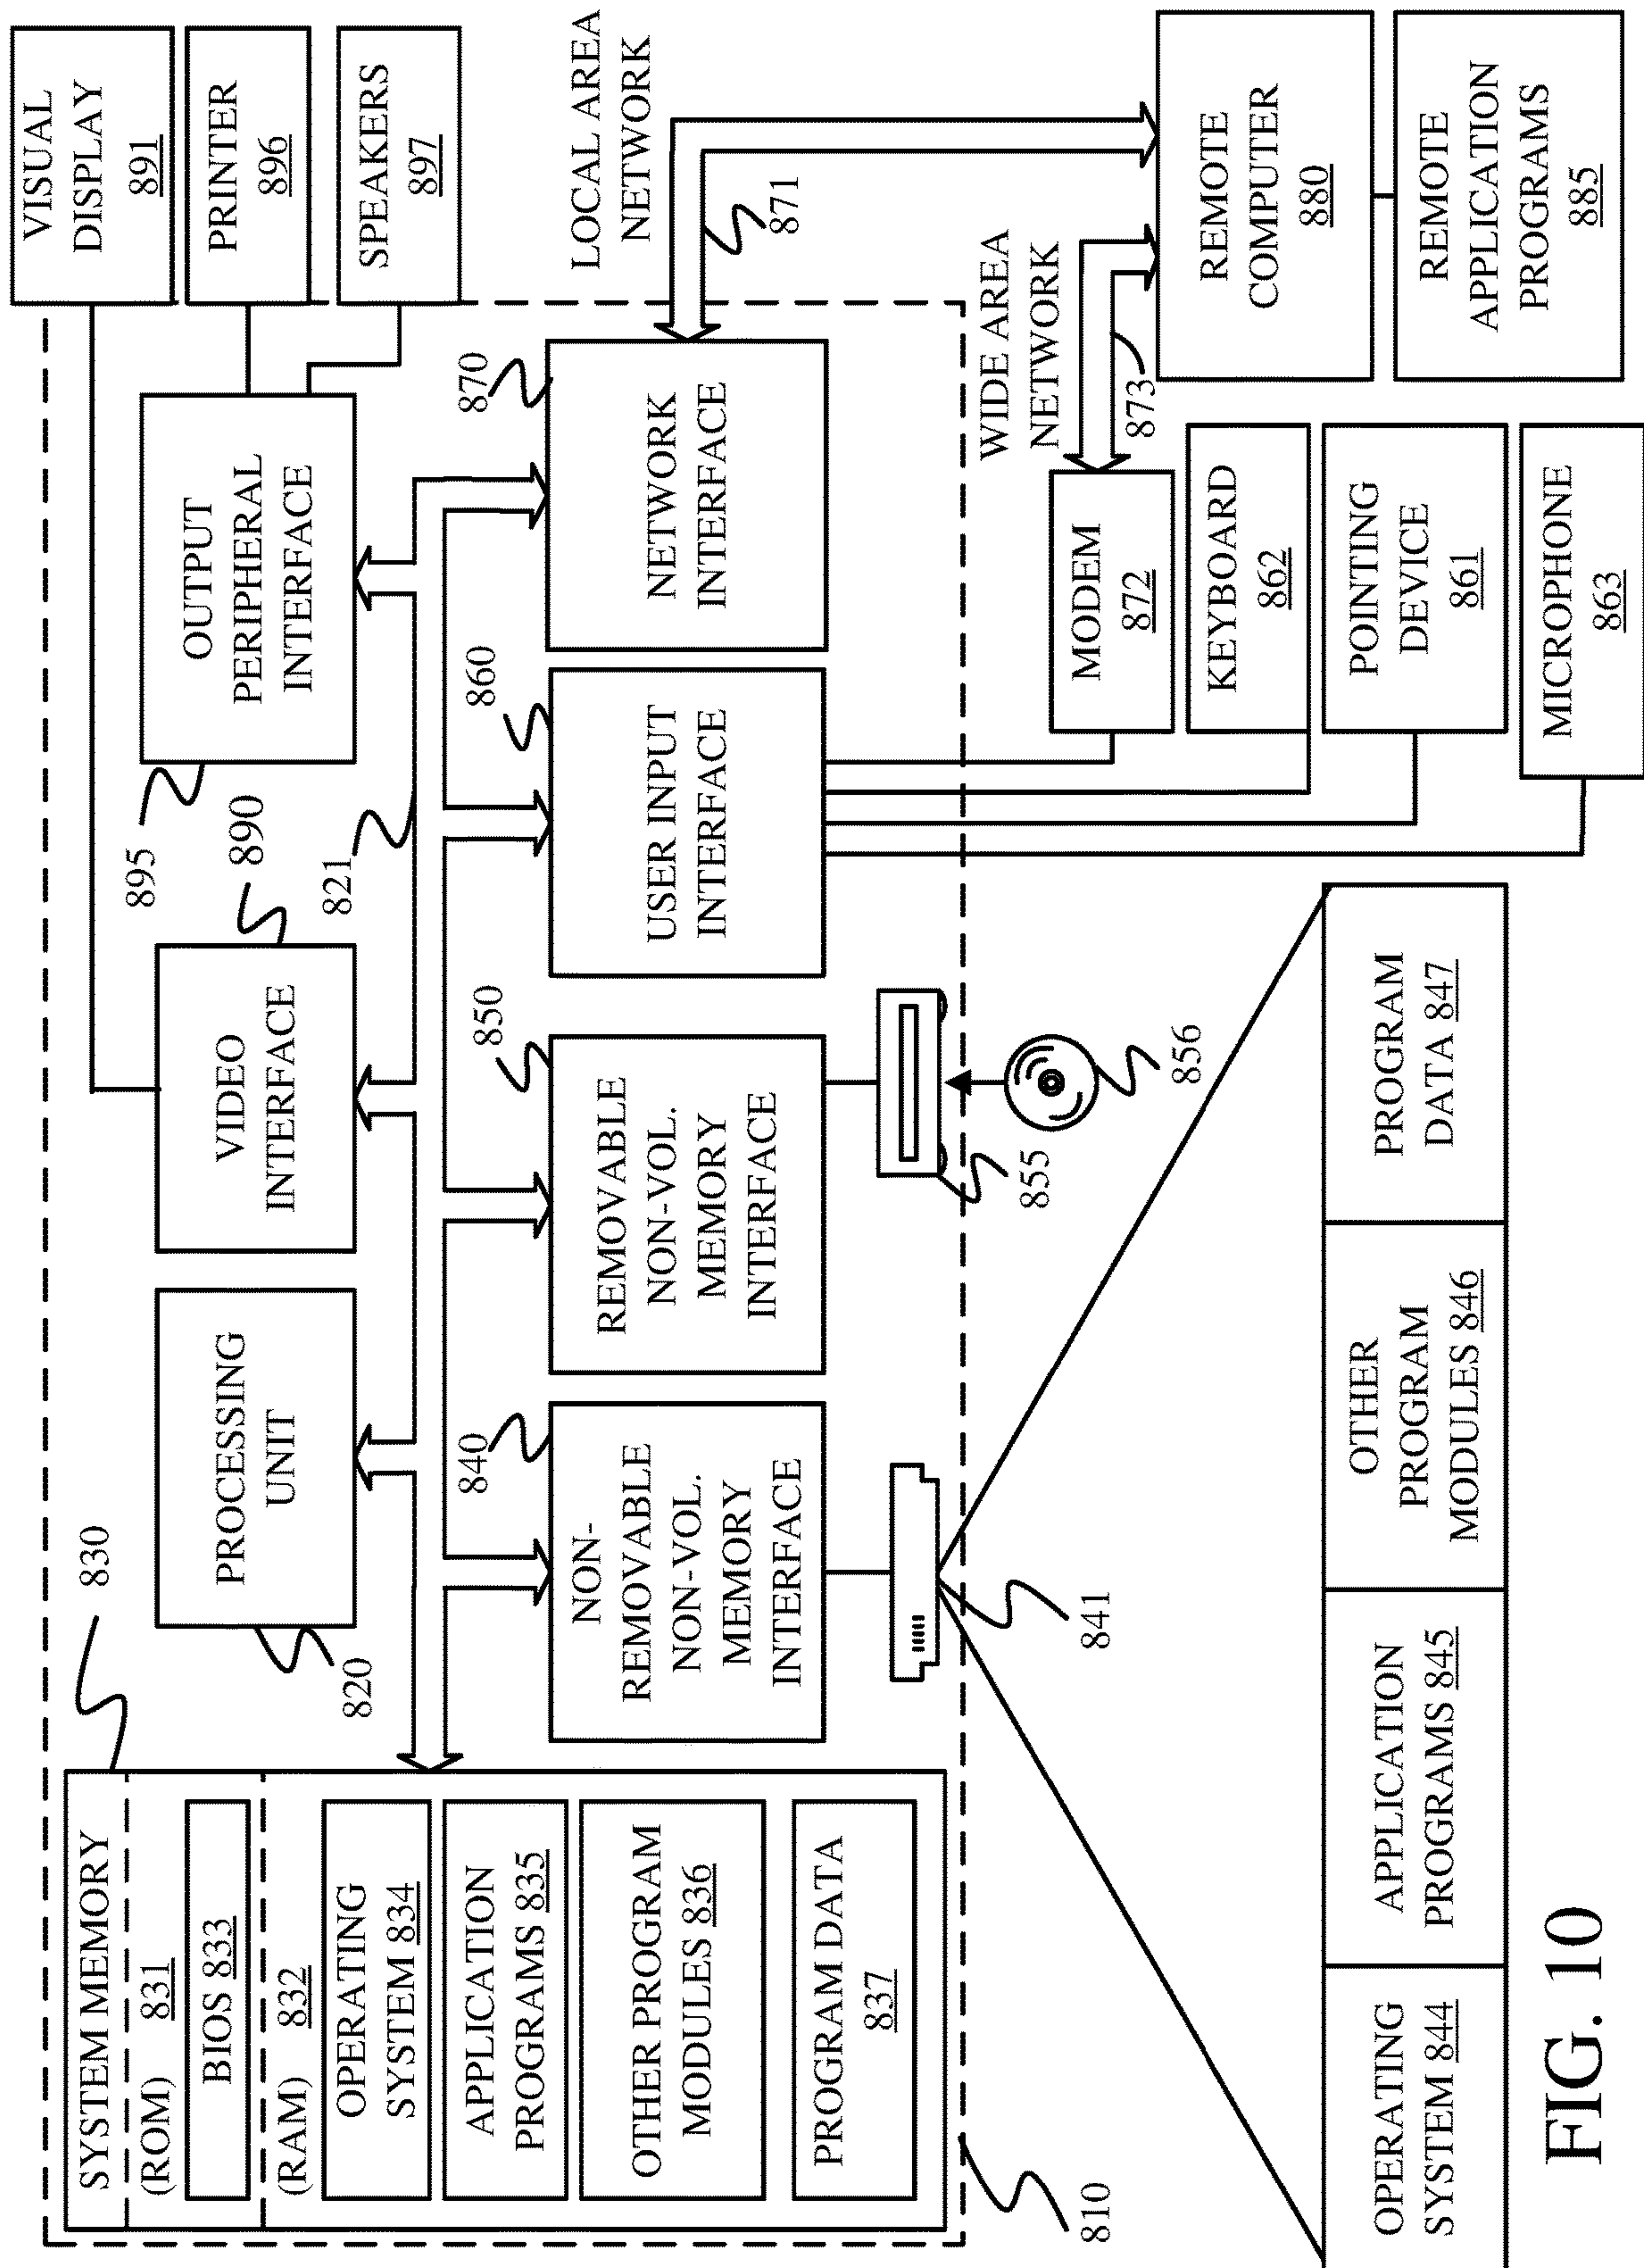 SYSTEM MEMORY
(ROM) 831
BIOS 833
(RAM) 832
OPERATING
SYSTEM 834
APPLICATION
PROGRAMS 835
OTHER PROGRAM
MODULES 836
PROGRAM DATA
837
830
820
PROCESSING
UNIT
VIDEO
INTERFACE
890
895
821
OUTPUT
PERIPHERAL
INTERFACE
VISUAL
DISPLAY
891
PRINTER
896
SPEAKERS
897
840
NON-
REMOVABLE
NON-VOL.
MEMORY
INTERFACE
850
REMOVABLE
NON-VOL.
MEMORY
INTERFACE
860
USER INPUT
INTERFACE
870
NETWORK
INTERFACE
LOCAL AREA
NETWORK
871
WIDE AREA
NETWORK
873
810
841
855
856
MODEM
872
KEYBOARD
862
POINTING
DEVICE
861
MICROPHONE
863
REMOTE
COMPUTER
880
REMOTE
APPLICATION
PROGRAMS
885
OPERATING
SYSTEM 844
APPLICATION
PROGRAMS 845
OTHER
PROGRAM
MODULES 846
PROGRAM
DATA 847
FIG. 10